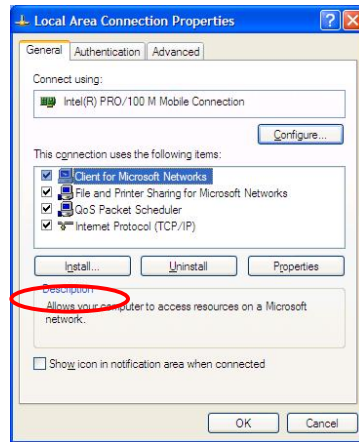 Local Area Connection Properties
General Authentication Advanced
Connect using:
Intel(R) PRO/100 M Mobile Connection
Configure...
This connection uses the following items:
Client for Microsoft Networks
File and Printer Sharing for Microsoft Networks
QoS Packet Scheduler
Internet Protocol (TCP/IP)
Install... Uninstall Properties
Description
Allows your computer to access resources on a Microsoft
network.
Show icon in notification area when connected
OK Cancel